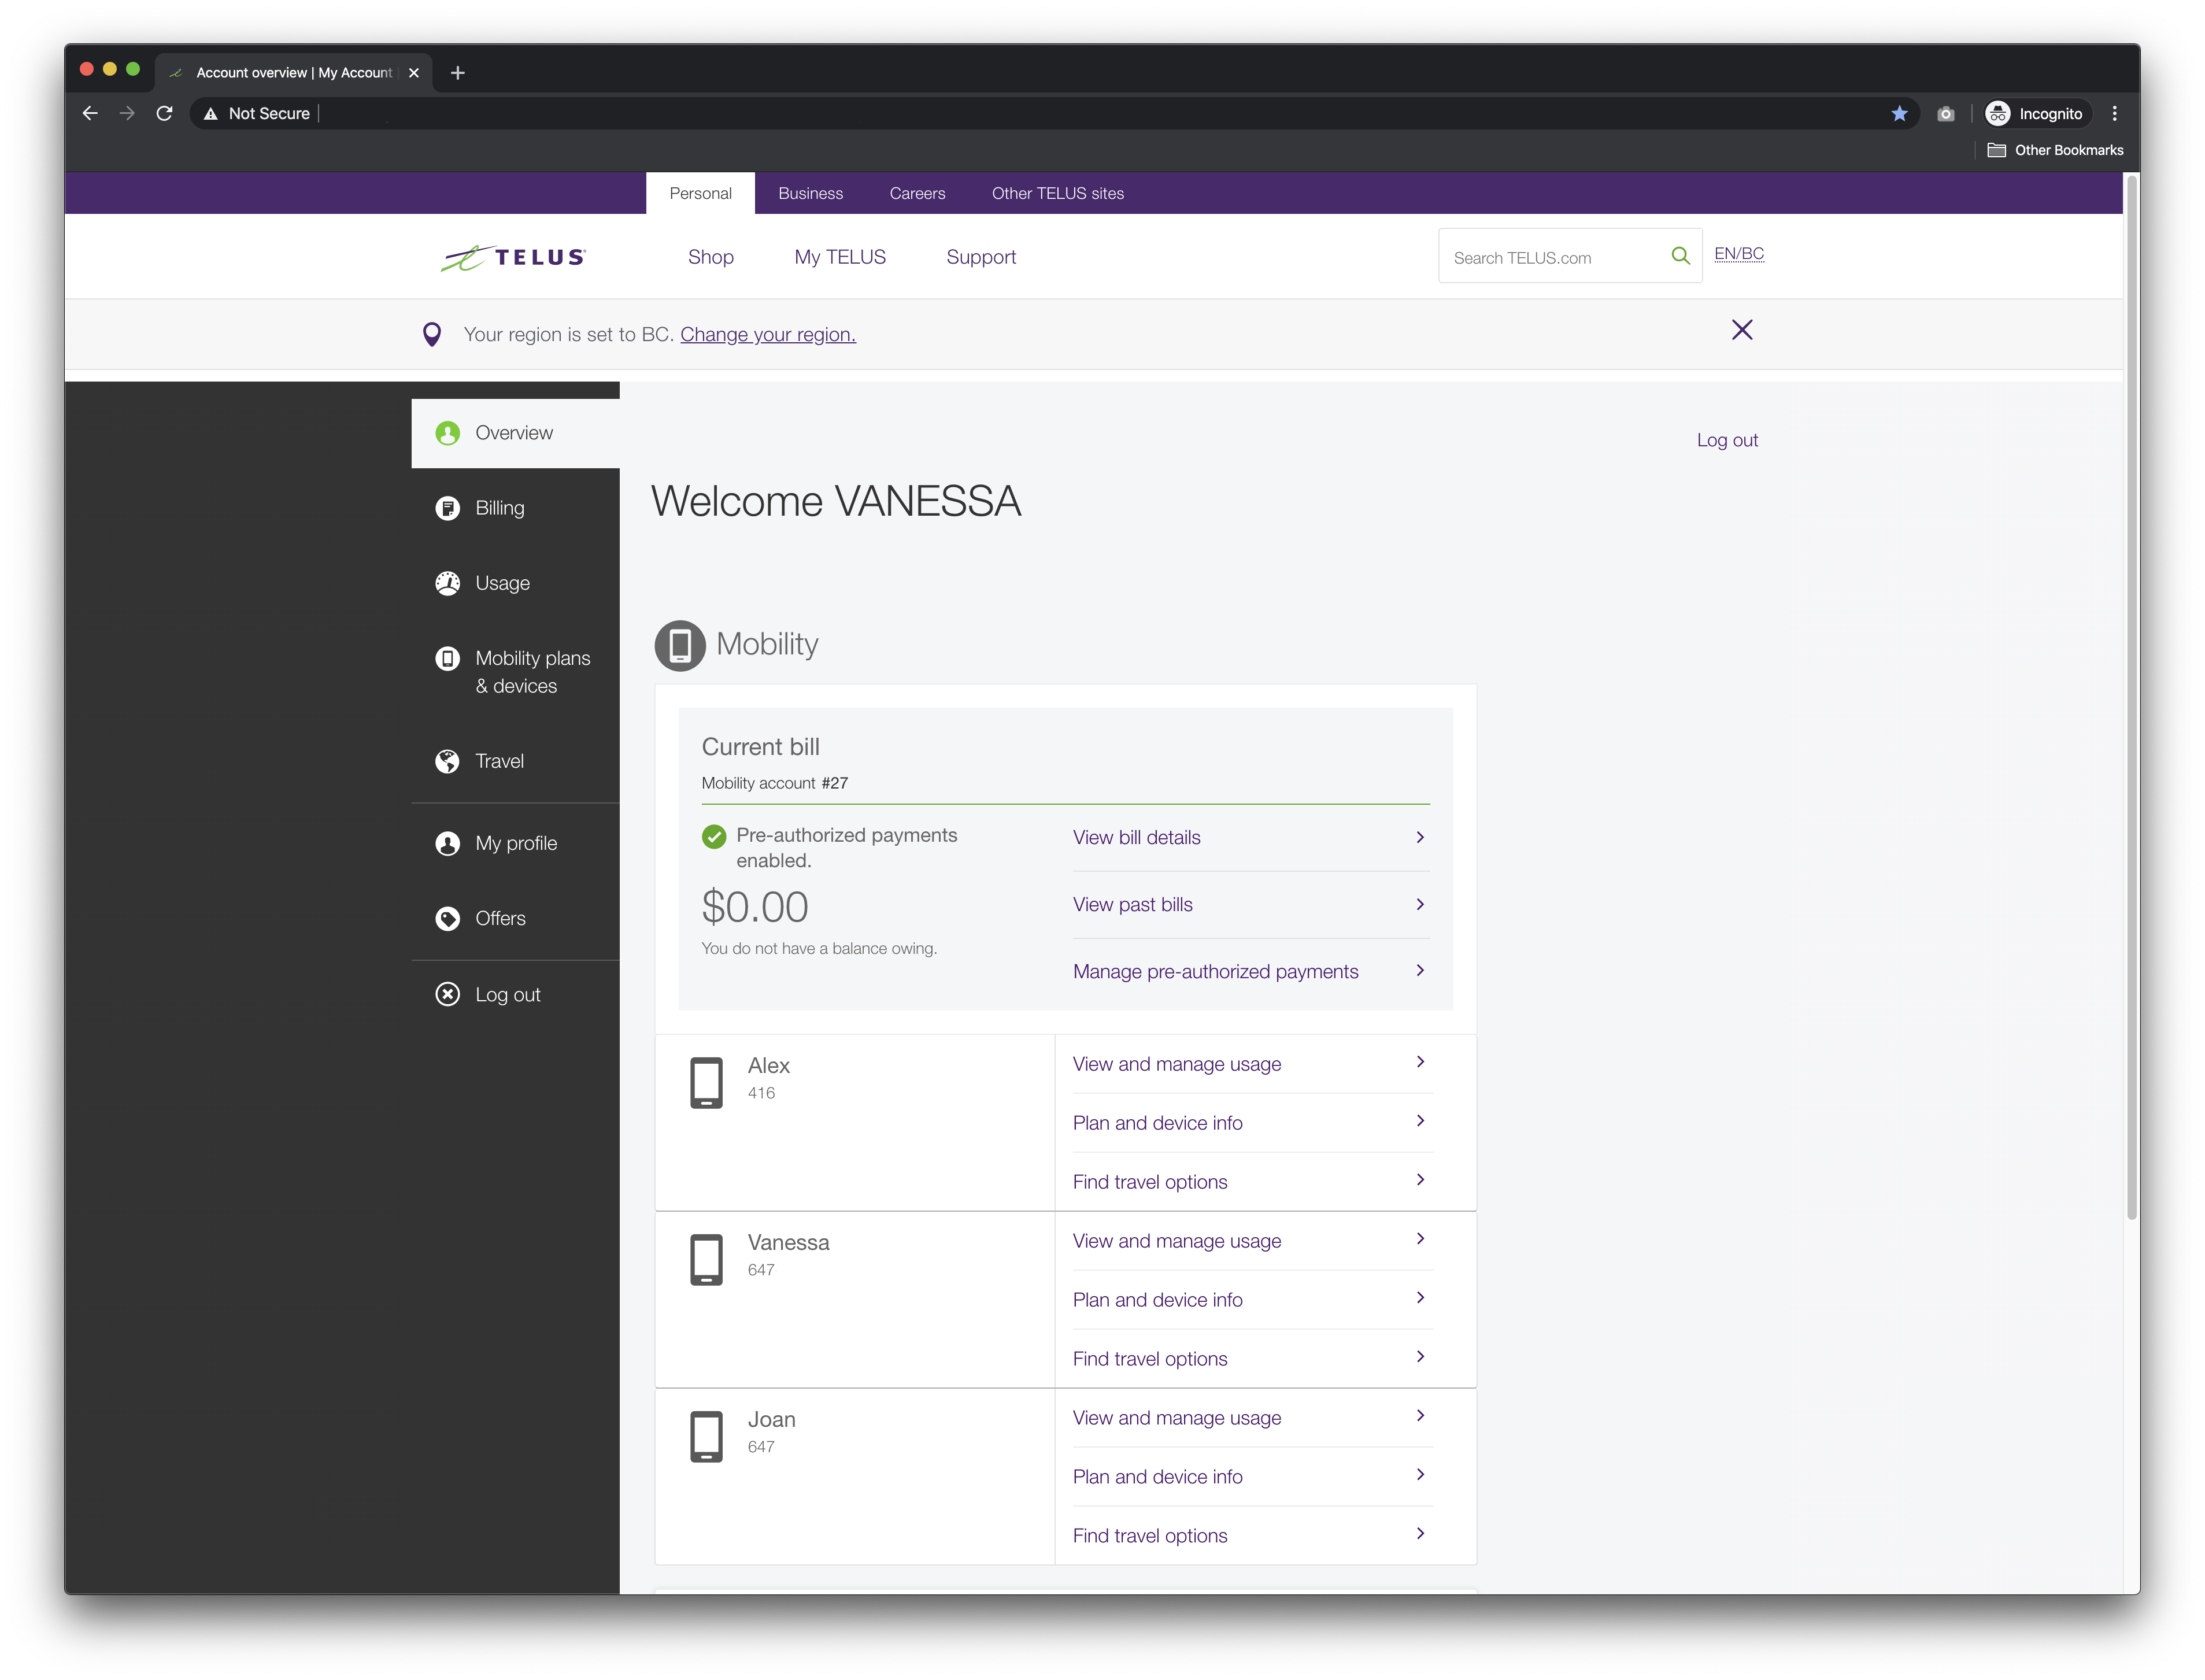 Account overview | My Account
Not Secure
Incognito
Other Bookmarks
Personal
Business
Careers
Other TELUS sites
TELUS
Shop
My TELUS
Support
Search TELUS.com
EN/BC
Your region is set to BC. Change your region.
Overview
Billing
Usage
Mobility plans
& devices
Travel
My profile
Offers
Log out
Log out
Welcome VANESSA
Mobility
Current bill
Mobility account #27
Pre-authorized payments
enabled.
$0.00
You do not have a balance owing.
View bill details
View past bills
Manage pre-authorized payments
Alex
416
View and manage usage
Plan and device info
Find travel options
Vanessa
647
View and manage usage
Plan and device info
Find travel options
Joan
647
View and manage usage
Plan and device info
Find travel options